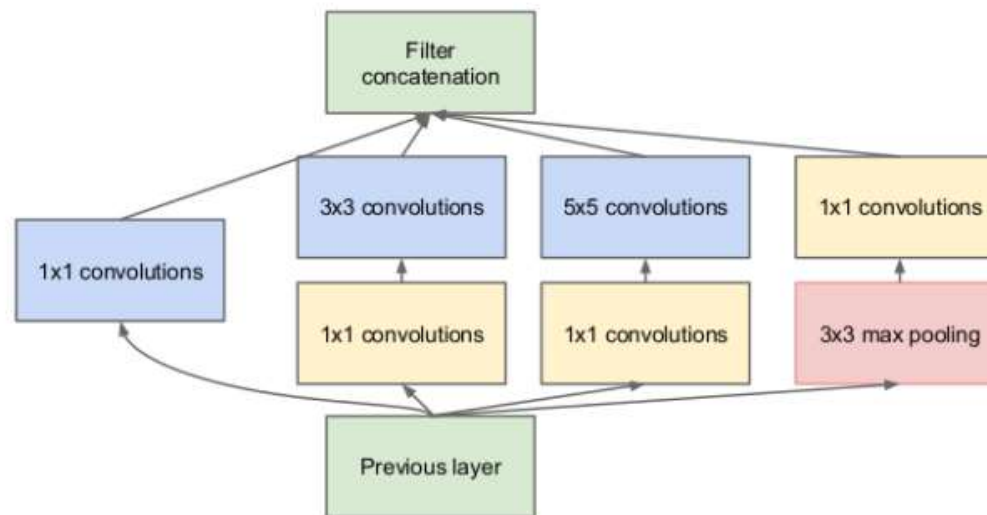 Filter
concatenation
3x3 convolutions
5x5 convolutions
1x1 convolutions
1x1 convolutions
1x1 convolutions
1x1 convolutions
3x3 max pooling
Previous layer